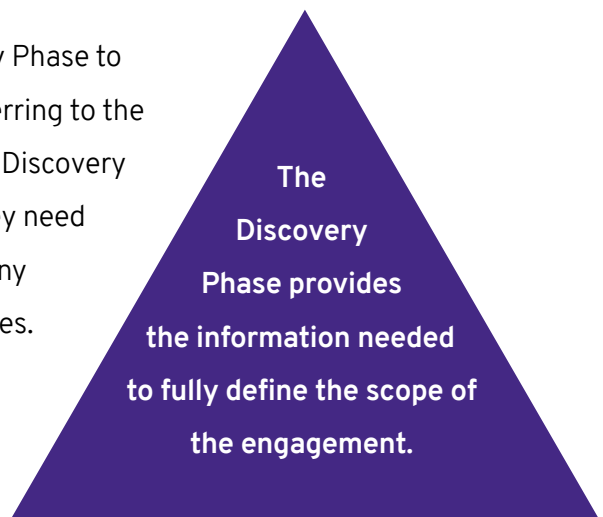 y Phase to
rring to the
Discovery
y need
ny
es.
The
Discovery
Phase provides
the information needed
to fully define the scope of
the engagement.